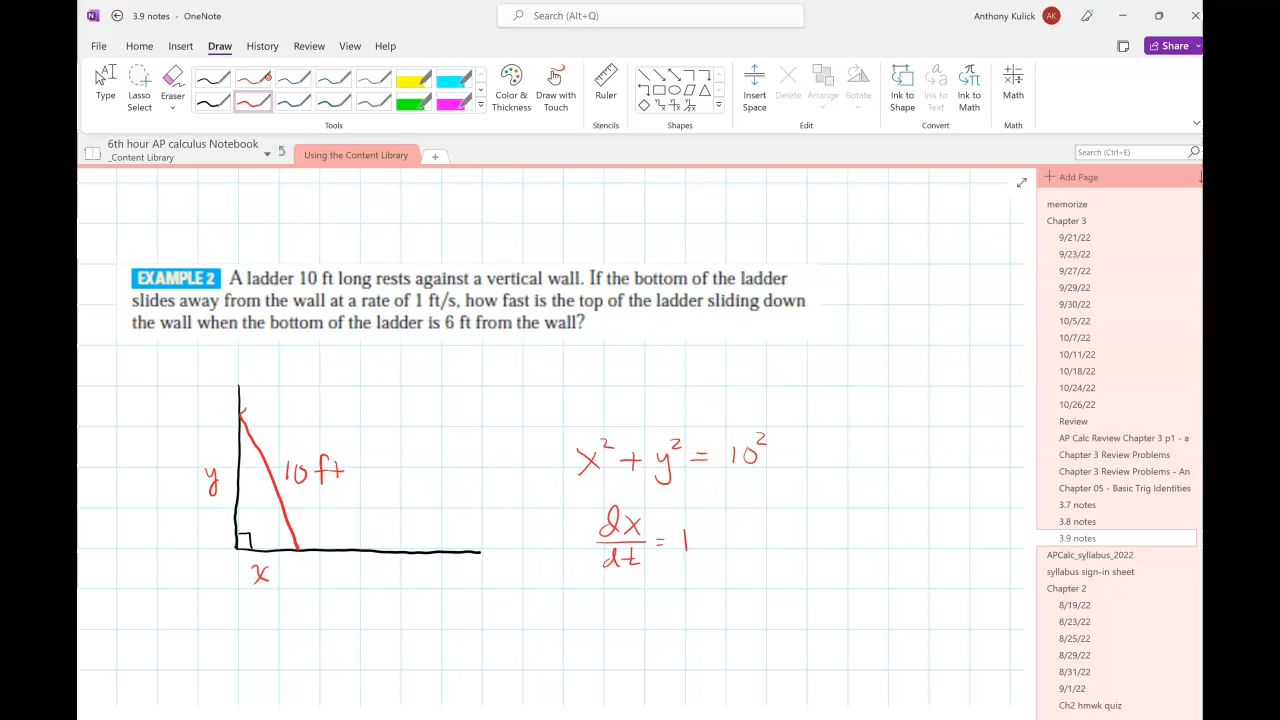 3.9 notes - OneNote
Search (Alt+Q)
Anthony Kulick
AK
File Home Insert Draw History Review View Help
Share
Type
Lasso Select
Eraser
Color & Thickness
Draw with Touch
Ruler
Insert Space
Delete
Arrange
Rotate
Ink to Shape
Ink to Text
Ink to Math
Math
Tools
Stencils
Shapes
Edit
Convert
Math
6th hour AP calculus Notebook
_Content Library
Using the Content Library
Search (Ctrl+E)
Add Page
memorize
Chapter 3
9/21/22
9/23/22
9/27/22
9/29/22
9/30/22
10/5/22
10/7/22
10/11/22
10/18/22
10/24/22
10/26/22
Review
AP Calc Review Chapter 3 p1 - a
Chapter 3 Review Problems
Chapter 3 Review Problems - An
Chapter 05 - Basic Trig Identities
3.7 notes
3.8 notes
3.9 notes
APCalc_syllabus_2022
syllabus sign-in sheet
Chapter 2
8/19/22
8/23/22
8/25/22
8/29/22
8/31/22
9/1/22
Ch2 hmwk quiz
EXAMPLE 2 A ladder 10 ft long rests against a vertical wall. If the bottom of the ladder
slides away from the wall at a rate of 1 ft/s, how fast is the top of the ladder sliding down
the wall when the bottom of the ladder is 6 ft from the wall?
y
10 ft
x
x² + y² = 10²
dx/dt = 1